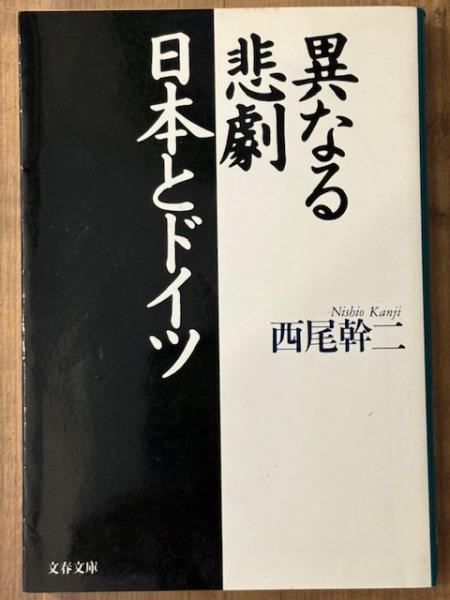 異なる
悲劇
日本とドイツ
Nishio Kanji
西尾幹二
文春文庫